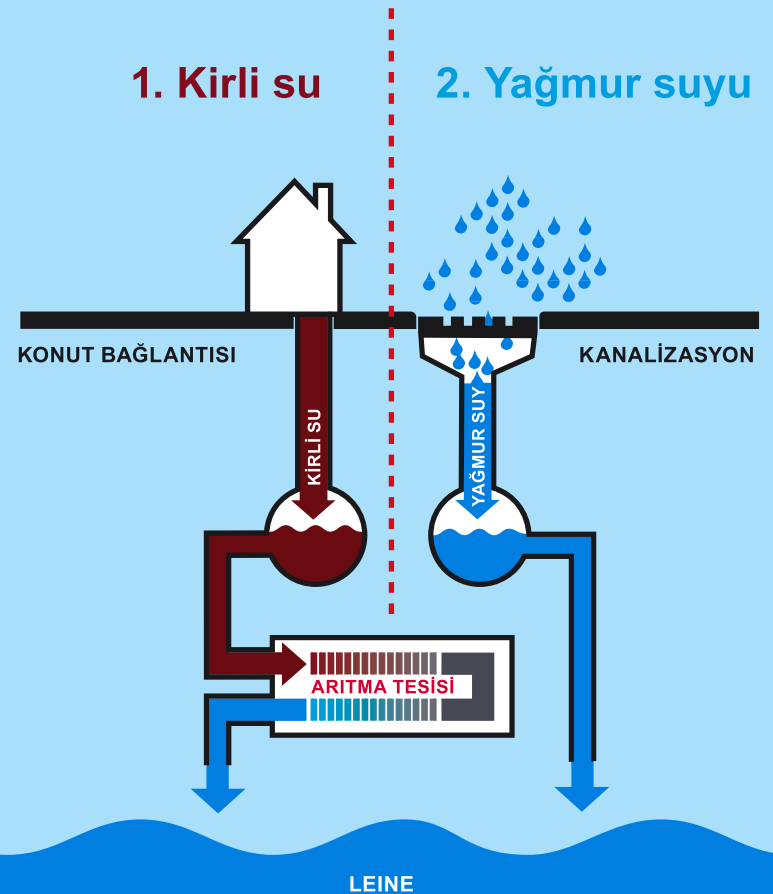 1. Kirli su
2. Yağmur suyu
KONUT BAĞLANTISI
KANALİZASYON
KİRLİ SU
YAĞMUR SUY
ARITMA TESİSİ
LEINE